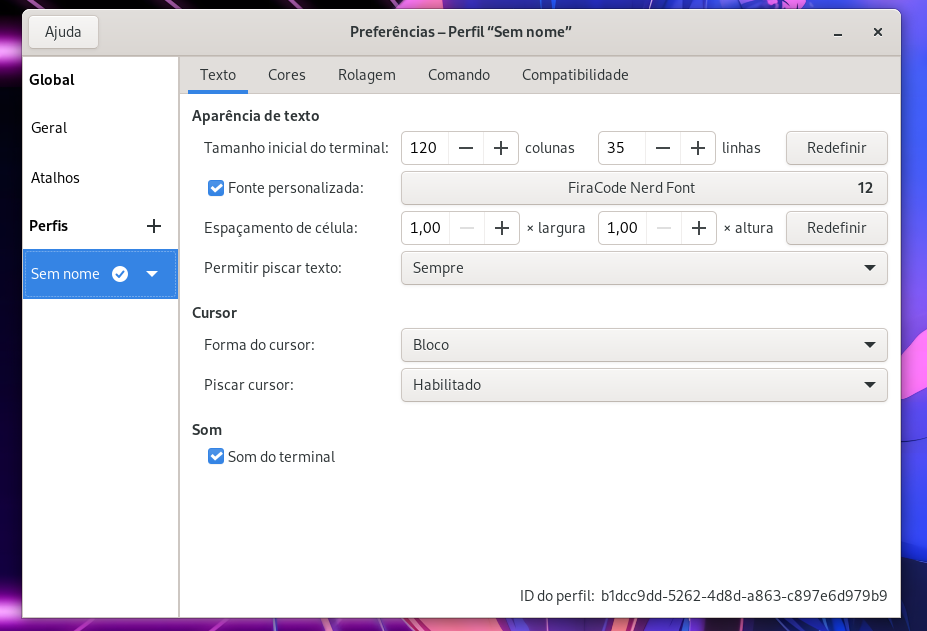 Ajuda
Preferências – Perfil “Sem nome”
Global
Geral
Atalhos
Perfis
Sem nome
Texto Cores Rolagem Comando Compatibilidade
Aparência de texto
Tamanho inicial do terminal: 120 colunas 35 linhas Redefinir
Fonte personalizada: FiraCode Nerd Font 12
Espaçamento de célula: 1,00 × largura 1,00 × altura Redefinir
Permitir piscar texto: Sempre
Cursor
Forma do cursor: Bloco
Piscar cursor: Habilitado
Som
Som do terminal
ID do perfil: b1dcc9dd-5262-4d8d-a863-c897e6d979b9